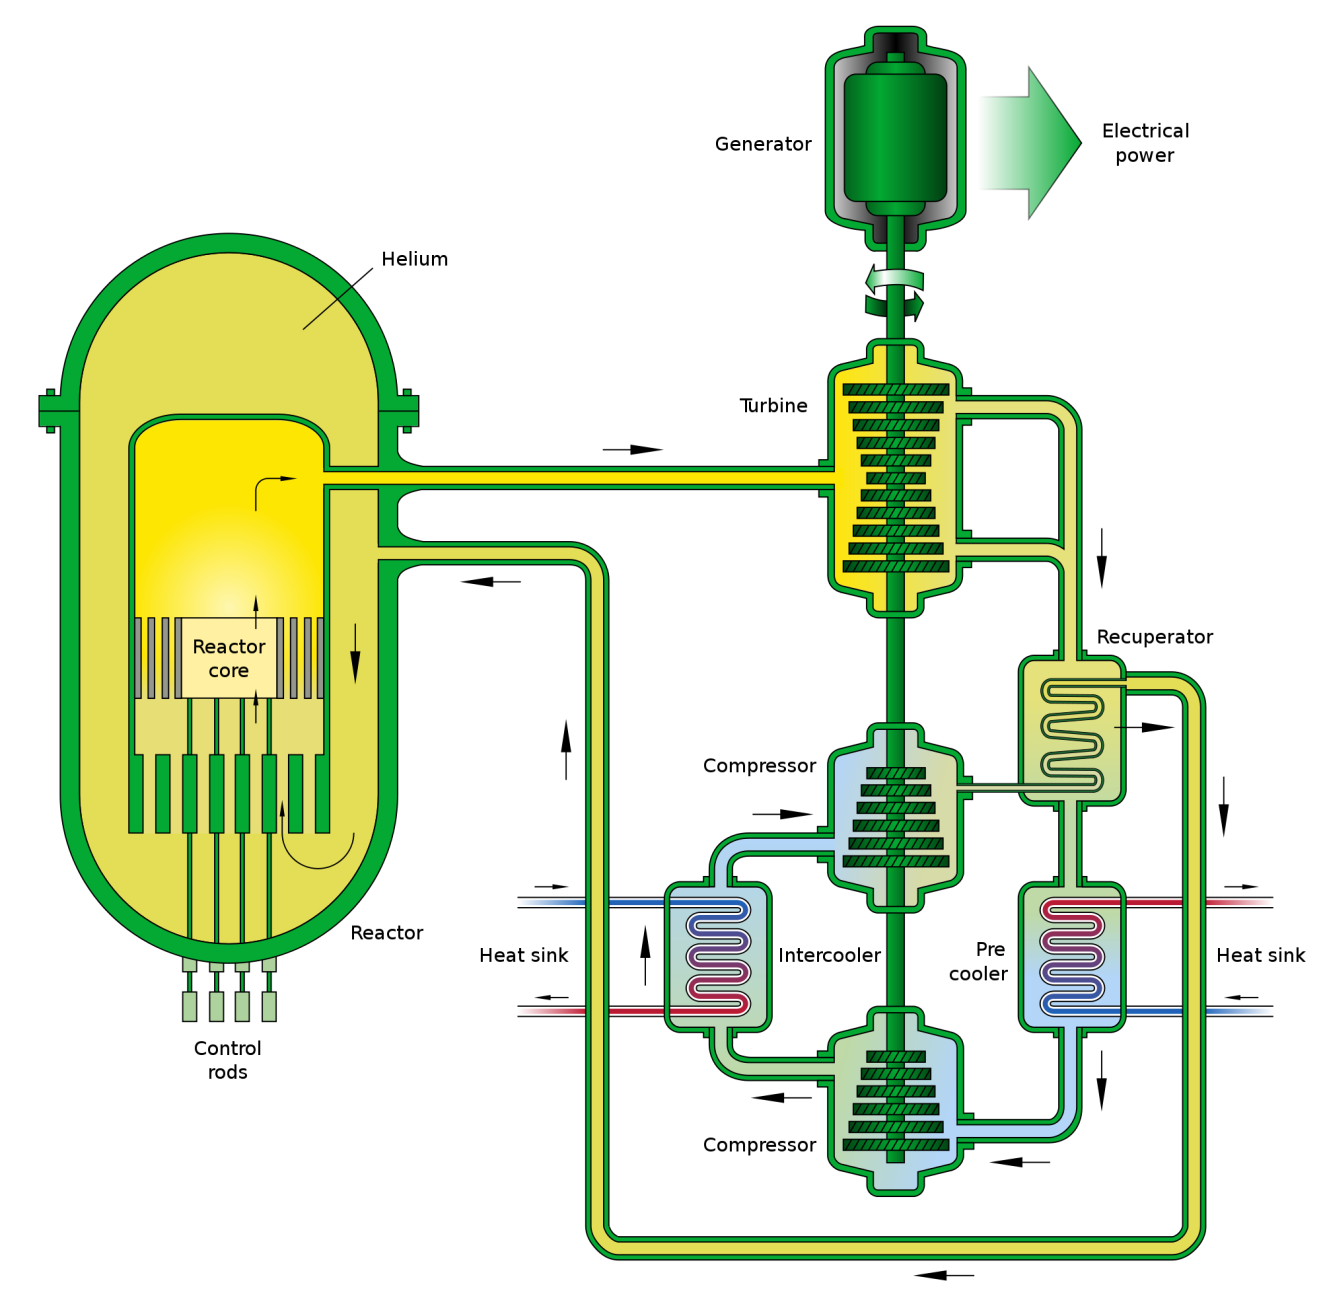 Generator
Electrical
power
Helium
Turbine
Reactor
core
Recuperator
Compressor
Reactor
Heat sink
Intercooler
Pre
cooler
Heat sink
Control
rods
Compressor